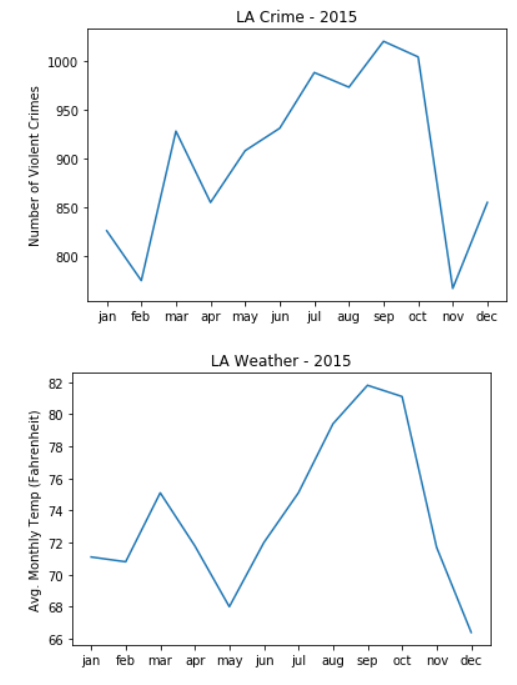 LA Crime - 2015
Number of Violent Crimes
1000
950
900
850
800
jan feb mar apr may jun jul aug sep oct nov dec
LA Weather - 2015
Avg. Monthly Temp (Fahrenheit)
82
80
78
76
74
72
70
68
66
jan feb mar apr may jun jul aug sep oct nov dec